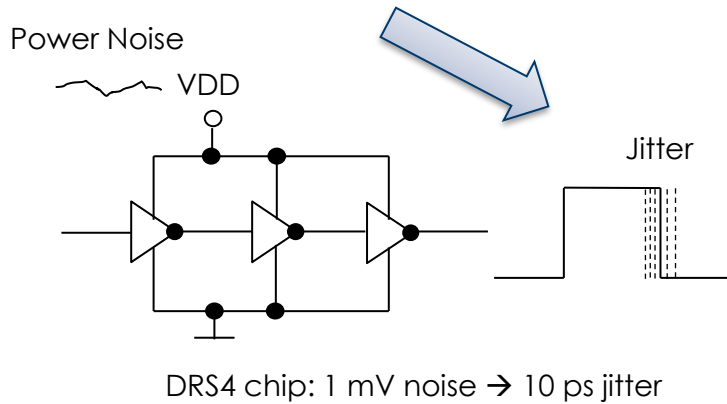 Power Noise
VDD
Jitter
DRS4 chip: 1 mV noise → 10 ps jitter